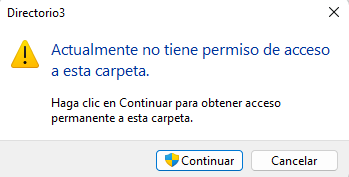 Directorio3
Actualmente no tiene permiso de acceso
a esta carpeta.
Haga clic en Continuar para obtener acceso
permanente a esta carpeta.
Continuar
Cancelar